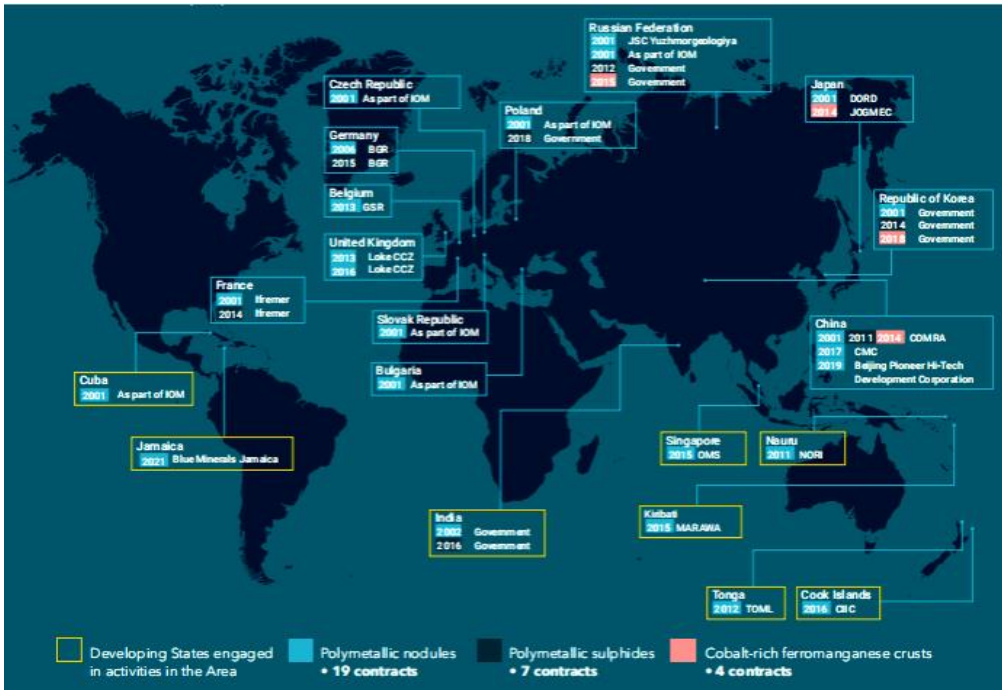 Russian Federation
2001 JSC Yuzhmorgeologiya
2001 As part of IOM
2012 Government
2015 Government
Czech Republic
2001 As part of IOM
Japan
2001 DORD
2014 JOGMEC
Poland
2001 As part of IOM
2018 Government
Germany
2006 BGR
2015 BGR
Belgium
2013 GSR
Republic of Korea
2001 Government
2014 Government
2018 Government
United Kingdom
2013 Loke CCZ
2016 Loke CCZ
France
2001 Ifremer
2014 Ifremer
Slovak Republic
2001 As part of IOM
China
2001 2011 2014 COMRA
2017 CMC
2019 Beijing Pioneer Hi-Tech
Development Corporation
Bulgaria
2001 As part of IOM
Cuba
2001 As part of IOM
Jamaica
2021 Blue Minerals Jamaica
Singapore
2015 OMS
Nauru
2011 NORI
India
2002 Government
2016 Government
Kiribati
2015 MARAWA
Tonga
2012 TOML
Cook Islands
2016 CIIC
Developing States engaged
in activities in the Area
Polymetallic nodules
• 19 contracts
Polymetallic sulphides
• 7 contracts
Cobalt-rich ferromanganese crusts
• 4 contracts